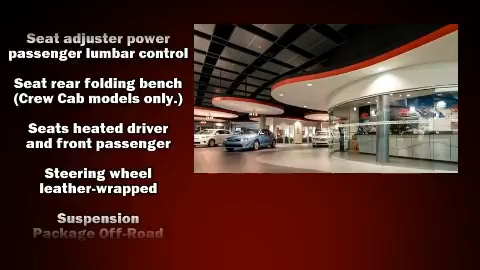 Seat adjuster power
passenger lumbar control
Seat rear folding bench
(Crew Cab models only.)
Seats heated driver
and front passenger
Steering wheel
leather-wrapped
Suspension
Package Off-Road